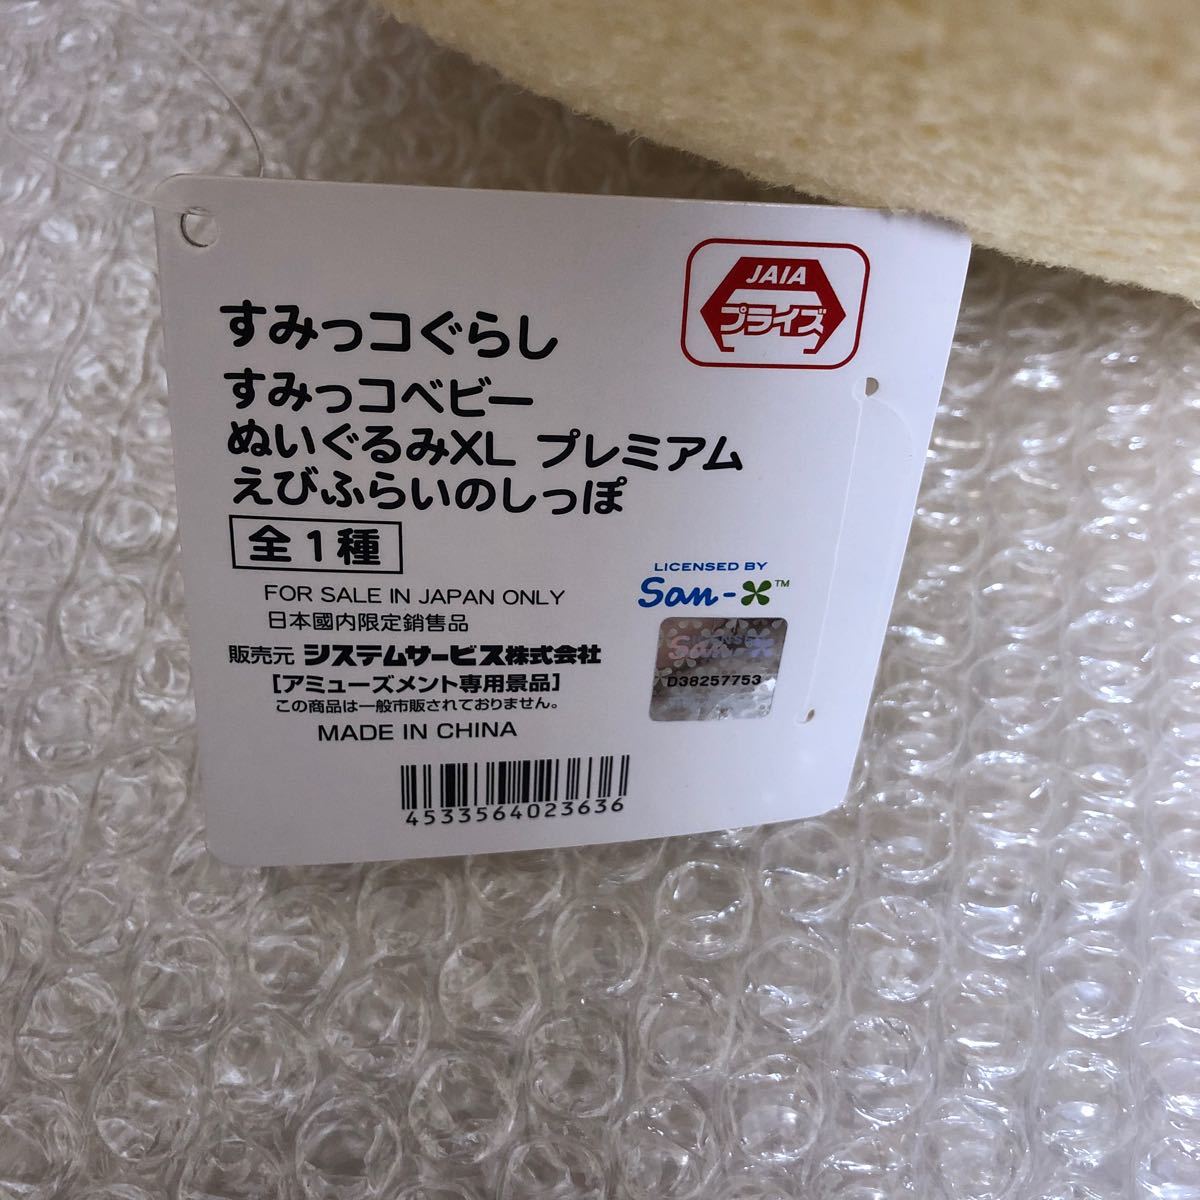 JAIA
プライズ
すみっコぐらし
すみっコベビー
ぬいぐるみXL プレミアム
えびふらいのしっぽ
全1種
FOR SALE IN JAPAN ONLY
日本國内限定銷售品
販売元 システムサービス株式会社
[アミューズメント専用景品]
この商品は一般市販されておりません。
MADE IN CHINA
LICENSED BY
San-X™
San-X
D38257753
4533564023636